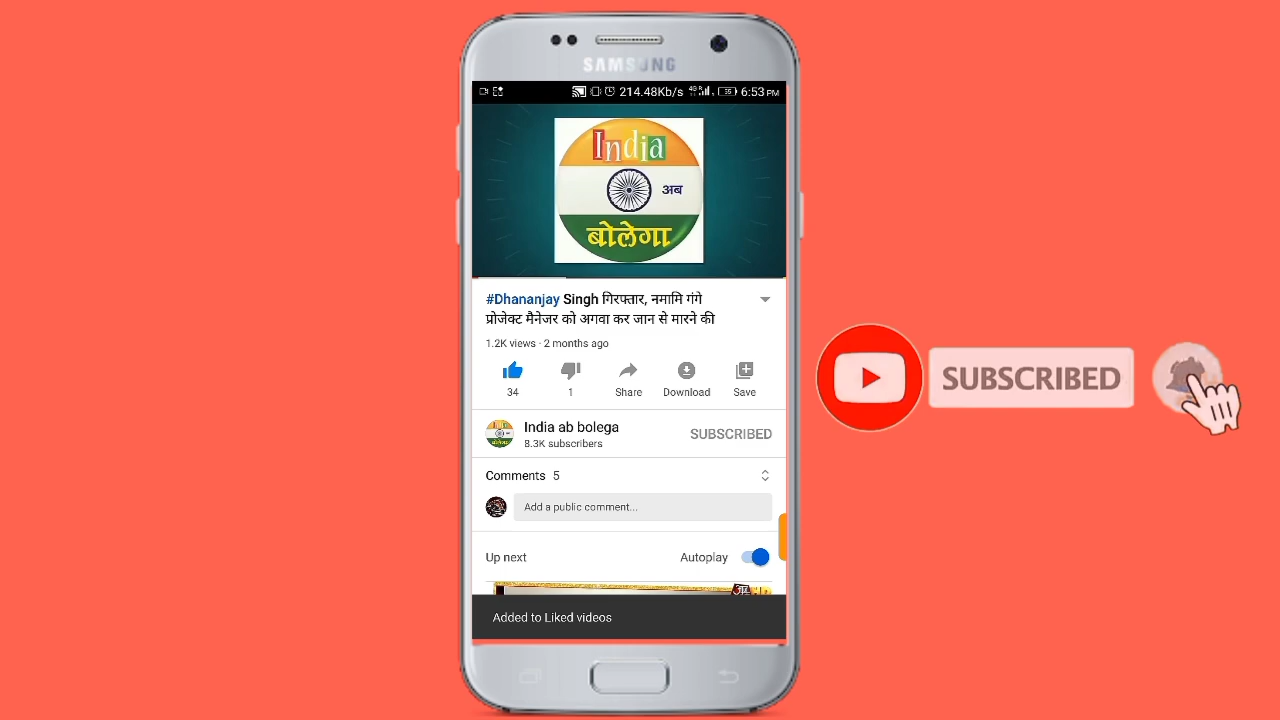 SAMSUNG
214.48Kb/s 4G R 35 6:53 PM
India
अब
बोलेगा
#Dhananjay Singh गिरफ्तार, नमामि गंगे
प्रोजेक्ट मैनेजर को अगवा कर जान से मारने की
1.2K views · 2 months ago
34 1 Share Download Save
India ab bolega
8.3K subscribers
SUBSCRIBED
SUBSCRIBED
Comments 5
Add a public comment...
Up next Autoplay
Added to Liked videos